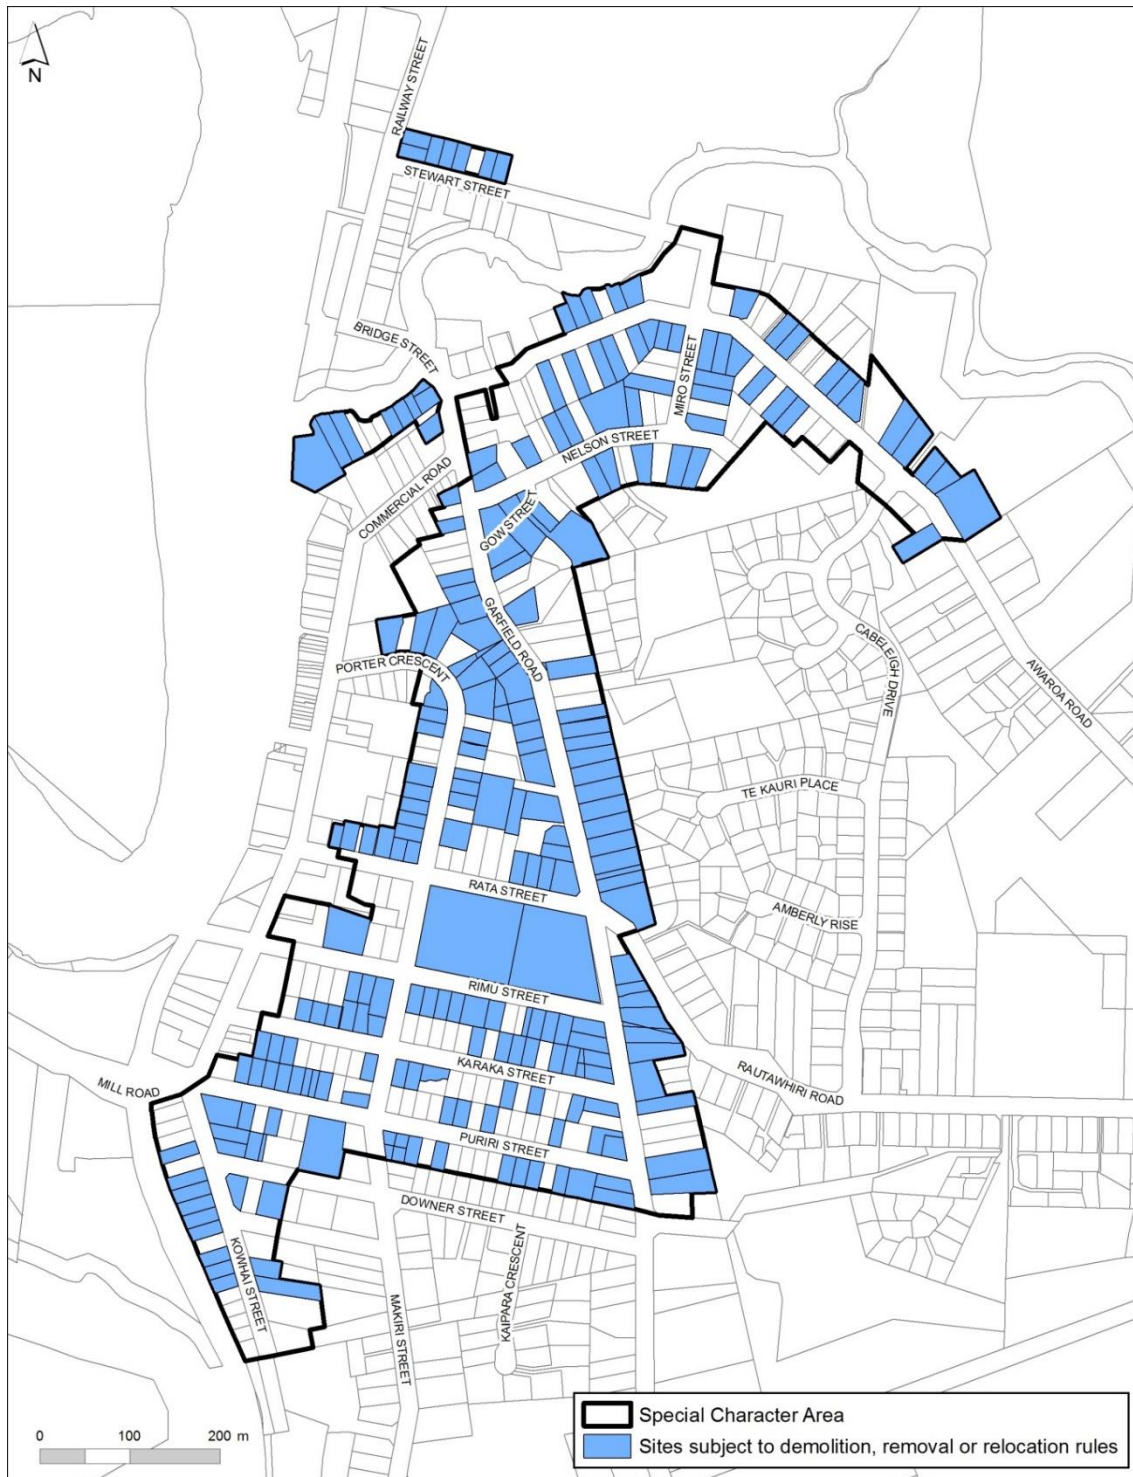 N
RAILWAY STREET
STEWART STREET
BRIDGE STREET
MIRO STREET
NELSON STREET
COMMERCIAL ROAD
GOW STREET
GARFIELD ROAD
CABELEIGH DRIVE
PORTER CRESCENT
AWAROA ROAD
TE KAURI PLACE
RATA STREET
AMBERLY RISE
RIMU STREET
KARAKA STREET
RAUTAWHIRI ROAD
MILL ROAD
PURIRI STREET
DOWNER STREET
KOWHAI STREET
KAIPARA CRESCENT
MAKIRI STREET
0 100 200 m
Special Character Area
Sites subject to demolition, removal or relocation rules